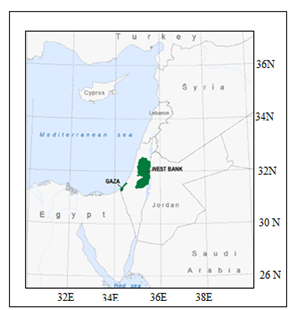 Turkey
36N
Cyprus
Syria
34N
Lebanon
Mediterranean sea
32N
WEST BANK
GAZA
Jordan
Egypt
30 N
Saudi
Arabia
26 N
Red sea
32E 34E 36E 38E